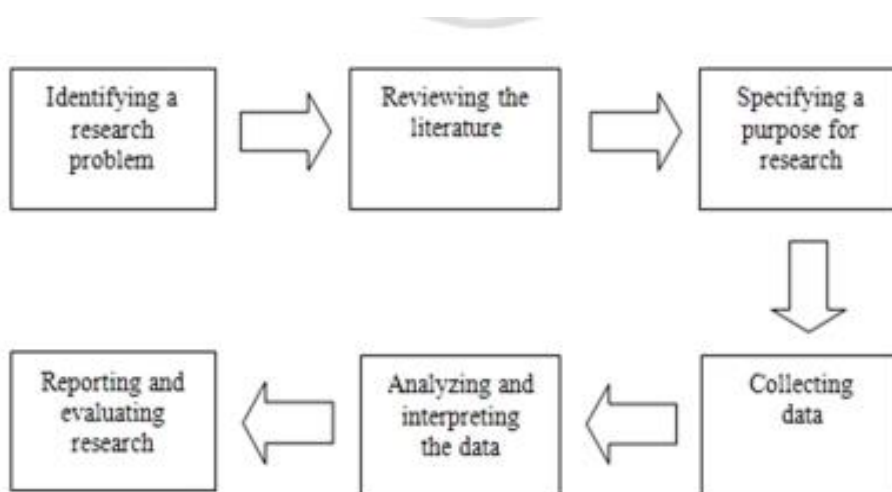 Identifying a
research
problem
Reviewing the
literature
Specifying a
purpose for
research
Collecting
data
Analyzing and
interpreting
the data
Reporting and
evaluating
research